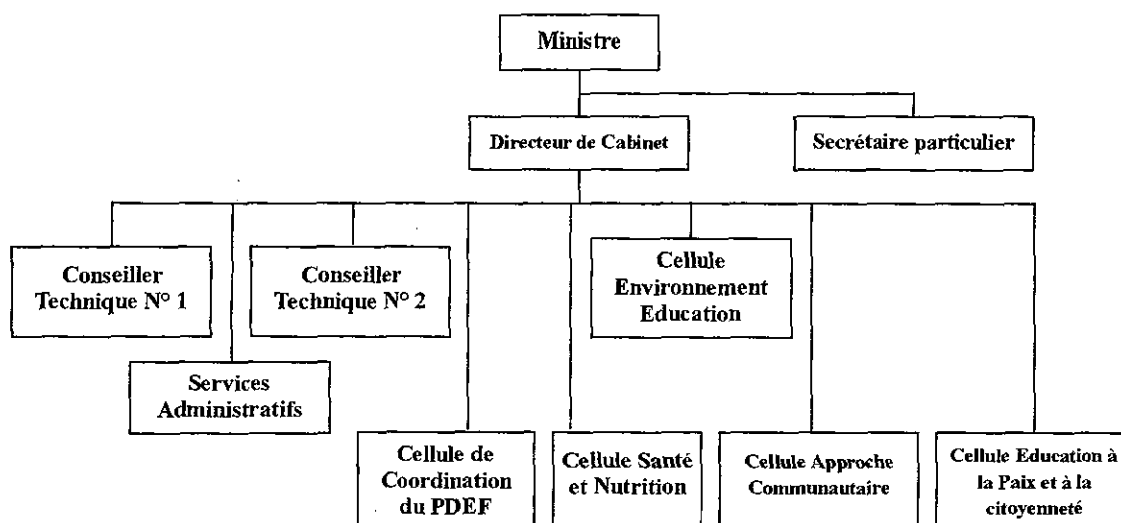 Ministre
Directeur de Cabinet
Secrétaire particulier
Conseiller
Technique N° 1
Conseiller
Technique N° 2
Cellule
Environnement
Education
Services
Administratifs
Cellule de
Coordination
du PDEF
Cellule Santé
et Nutrition
Cellule Approche
Communautaire
Cellule Education à
la Paix et à la
citoyenneté